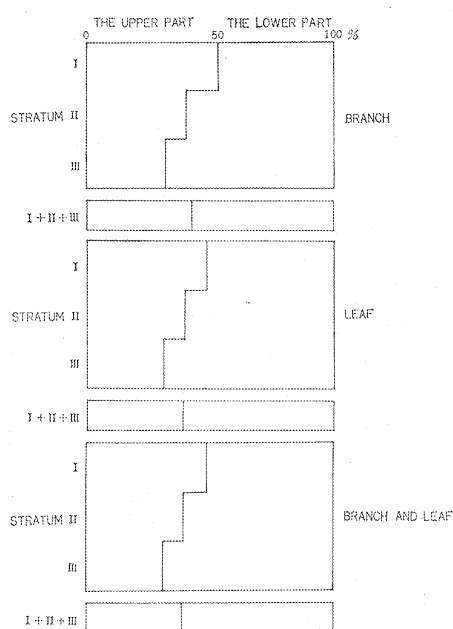 THE UPPER PART THE LOWER PART
0 50 100 %
I
STRATUM II BRANCH
III
I + II + III
I
STRATUM II LEAF
III
I + II + III
I
STRATUM II BRANCH AND LEAF
III
I + II + III